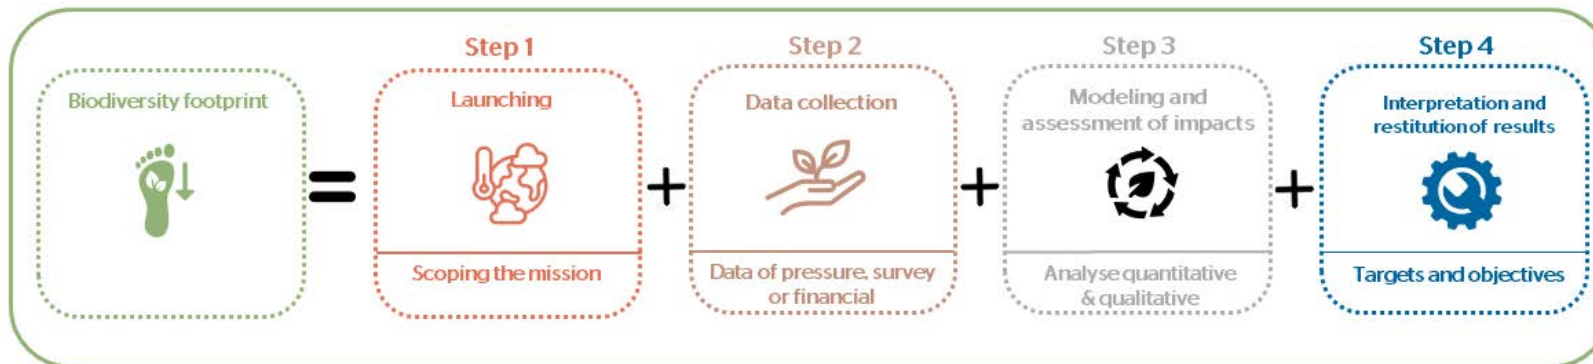 Biodiversity footprint
Step 1
Launching
Scoping the mission
Step 2
Data collection
Data of pressure, survey
or financial
Step 3
Modeling and
assessment of impacts
Analyse quantitative
& qualitative
Step 4
Interpretation and
restitution of results
Targets and objectives